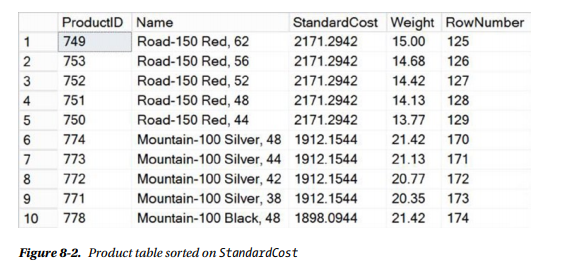 ProductID Name StandardCost Weight RowNumber
1 749 Road-150 Red, 62 2171.2942 15.00 125
2 753 Road-150 Red, 56 2171.2942 14.68 126
3 752 Road-150 Red, 52 2171.2942 14.42 127
4 751 Road-150 Red, 48 2171.2942 14.13 128
5 750 Road-150 Red, 44 2171.2942 13.77 129
6 774 Mountain-100 Silver, 48 1912.1544 21.42 170
7 773 Mountain-100 Silver, 44 1912.1544 21.13 171
8 772 Mountain-100 Silver, 42 1912.1544 20.77 172
9 771 Mountain-100 Silver, 38 1912.1544 20.35 173
10 778 Mountain-100 Black, 48 1898.0944 21.42 174
Figure 8-2. Product table sorted on StandardCost